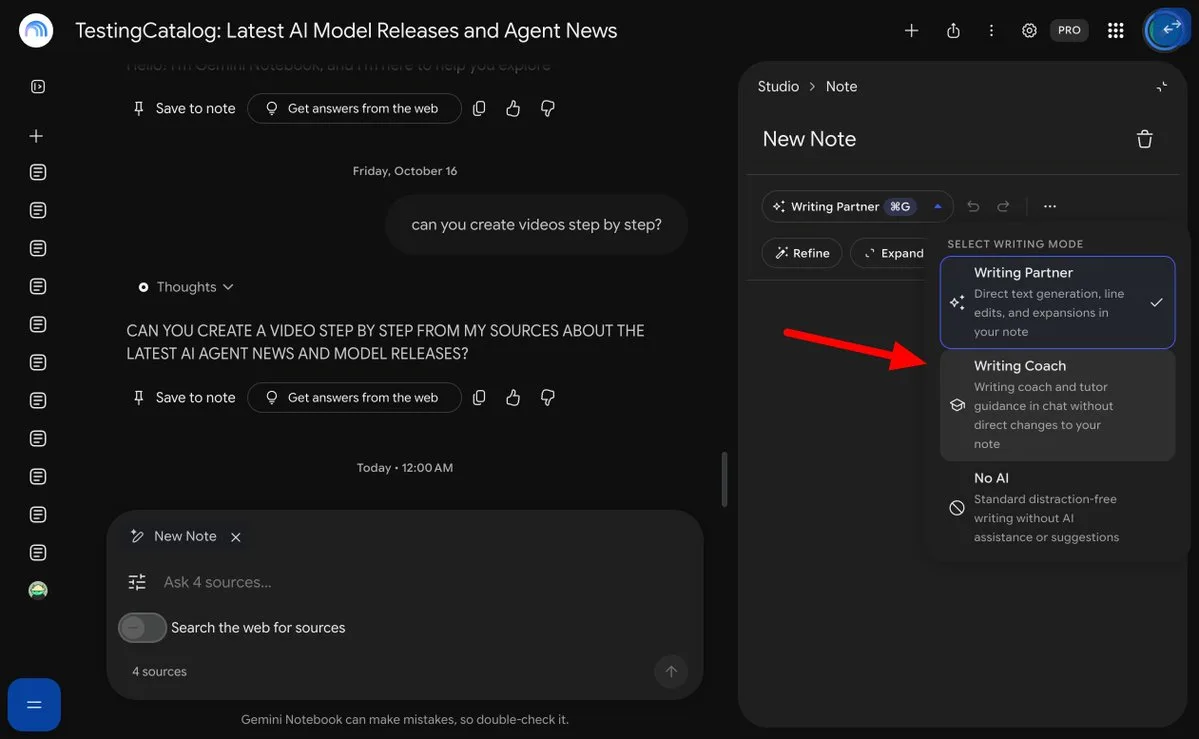 TestingCatalog: Latest AI Model Releases and Agent News
PRO
Hello! I'm Gemini Notebook, and I'm here to help you explore
Save to note
Get answers from the web
Friday, October 16
can you create videos step by step?
Thoughts
CAN YOU CREATE A VIDEO STEP BY STEP FROM MY SOURCES ABOUT THE
LATEST AI AGENT NEWS AND MODEL RELEASES?
Save to note
Get answers from the web
Today • 12:00 AM
New Note
Ask 4 sources...
Search the web for sources
4 sources
Gemini Notebook can make mistakes, so double-check it.
Studio > Note
New Note
Writing Partner ⌘G
Refine
Expand
SELECT WRITING MODE
Writing Partner
Direct text generation, line
edits, and expansions in
your note
Writing Coach
Writing coach and tutor
guidance in chat without
direct changes to your
note
No AI
Standard distraction-free
writing without AI
assistance or suggestions